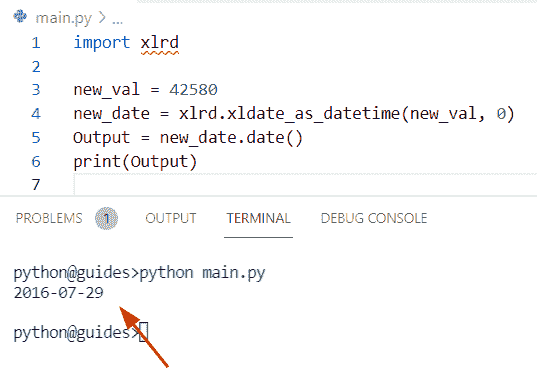 main.py > ...
1 import xlrd
2
3 new_val = 42580
4 new_date = xlrd.xldate_as_datetime(new_val, 0)
5 Output = new_date.date()
6 print(Output)
7
PROBLEMS 1 OUTPUT TERMINAL DEBUG CONSOLE
python@guides>python main.py
2016-07-29
python@guides>